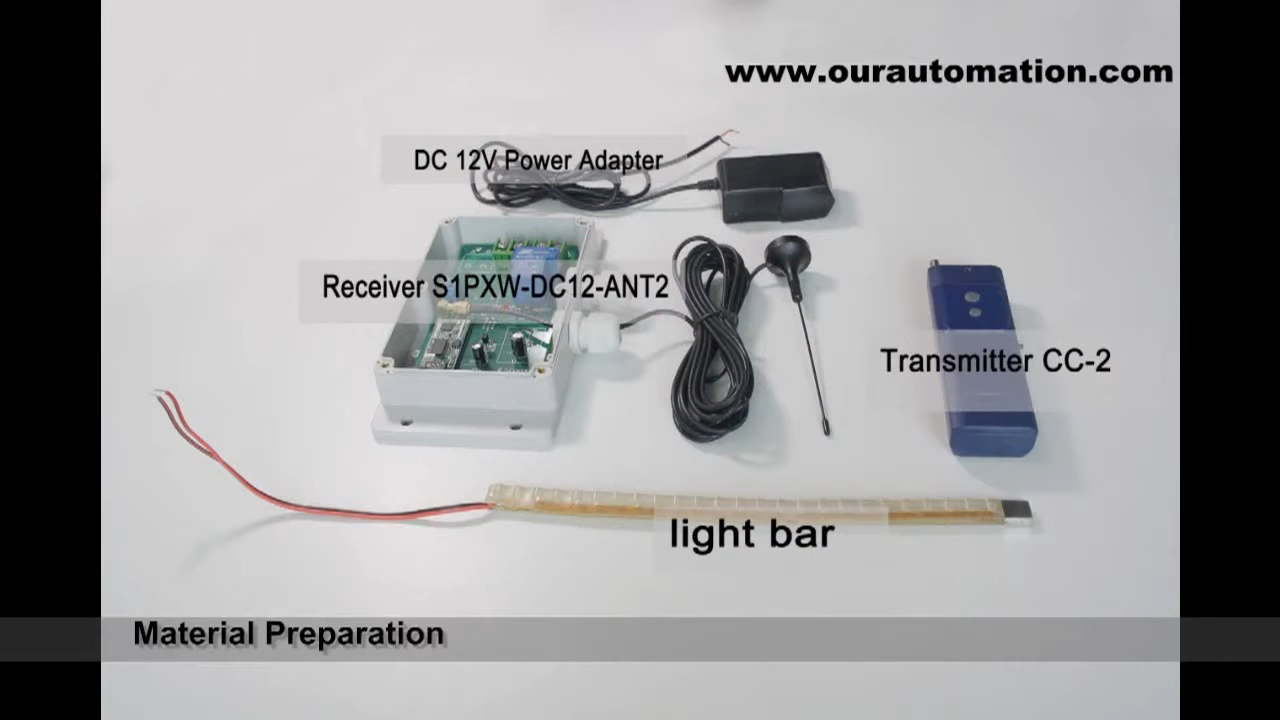 www.ourautomation.com
DC 12V Power Adapter
Receiver S1PXW-DC12-ANT2
Transmitter CC-2
light bar
Material Preparation